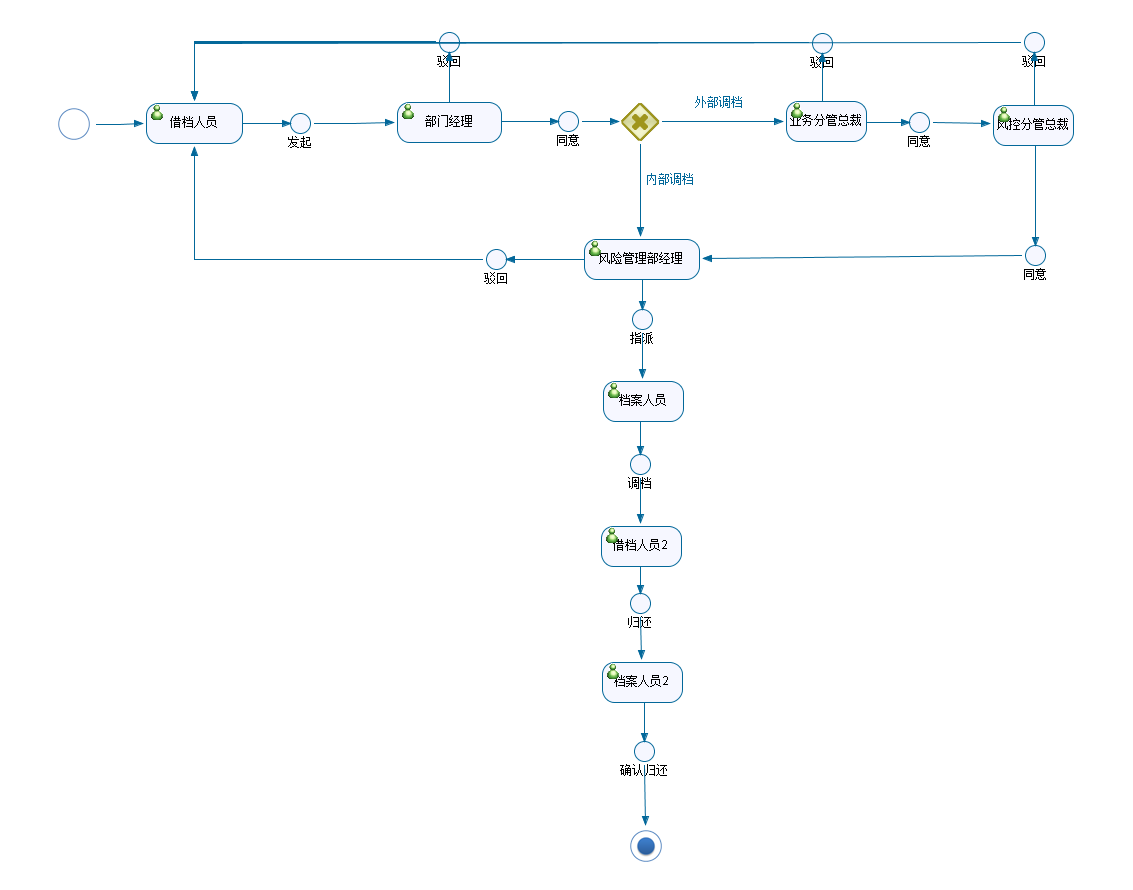 驳回
驳回
驳回
外部调档
借档人员
部门经理
业务分管总裁
风控分管总裁
发起
同意
同意
内部调档
风险管理部经理
驳回
同意
指派
档案人员
调档
借档人员2
归还
档案人员2
确认归还